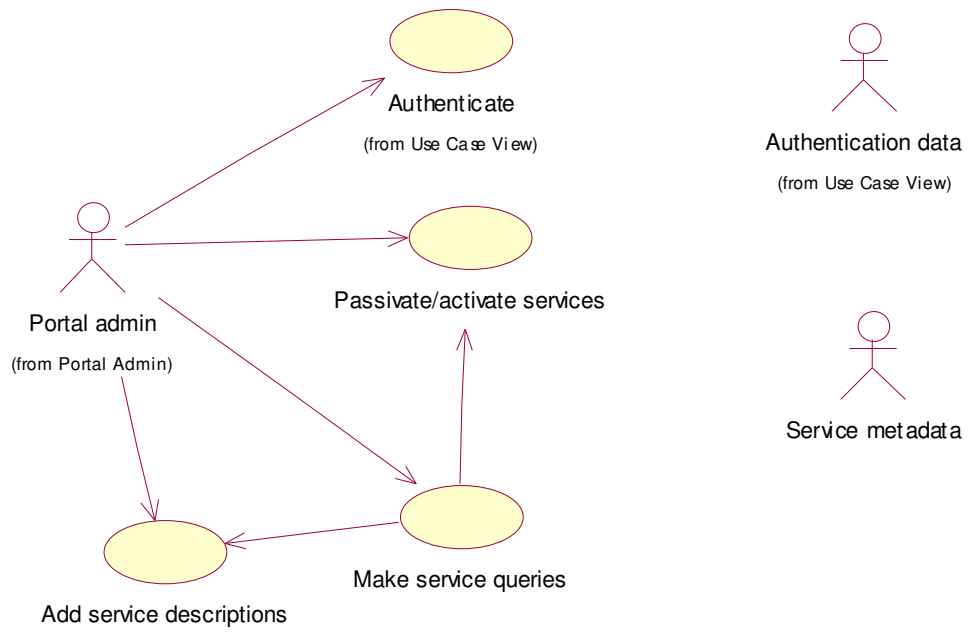 Authenticate
(from Use Case View)
Authentication data
(from Use Case View)
Passivate/activate services
Portal admin
(from Portal Admin)
Service metadata
Make service queries
Add service descriptions